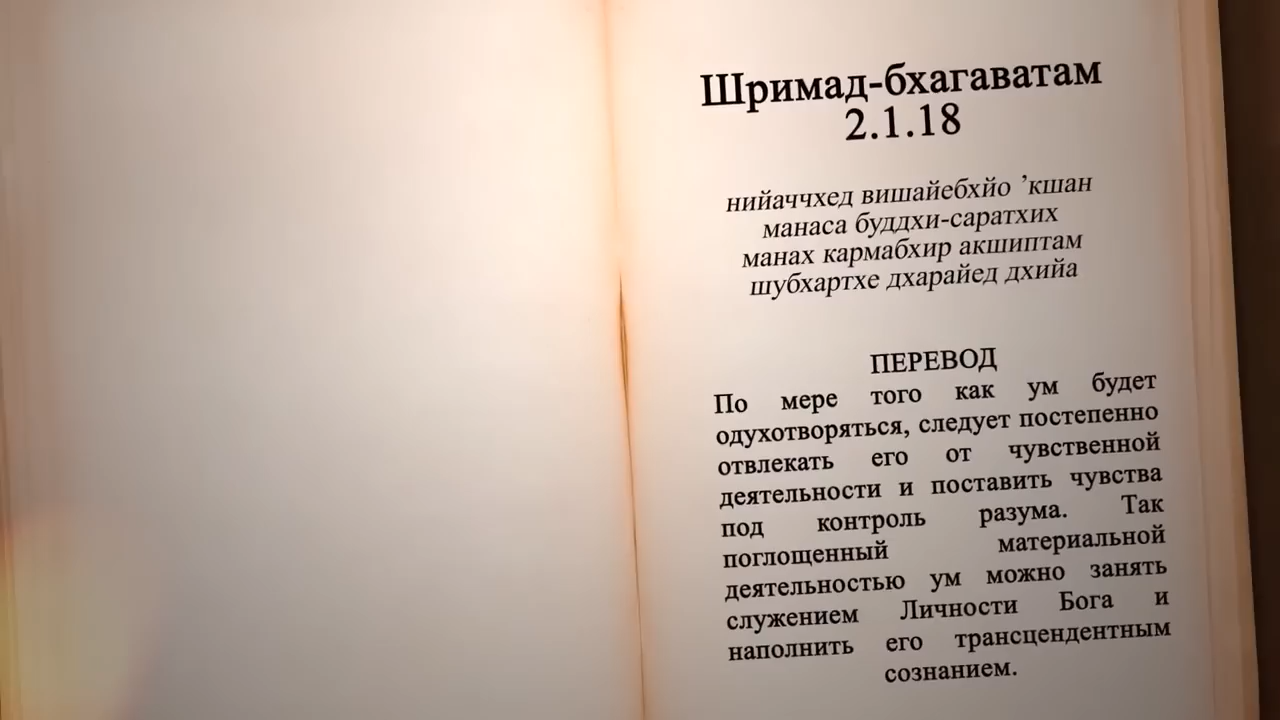 Шримад-бхагаватам
2.1.18
нийаччхед вишайебхйо ’кшан
манаса буддхи-саратхих
манах кармабхир акшиптам
шубхартхе дхарайед дхийа
ПЕРЕВОД
По мере того как ум будет
одухотворяться, следует постепенно
отвлекать его от чувственной
деятельности и поставить чувства
под контроль разума. Так
поглощенный материальной
деятельностью ум можно занять
служением Личности Бога и
наполнить его трансцендентным
сознанием.